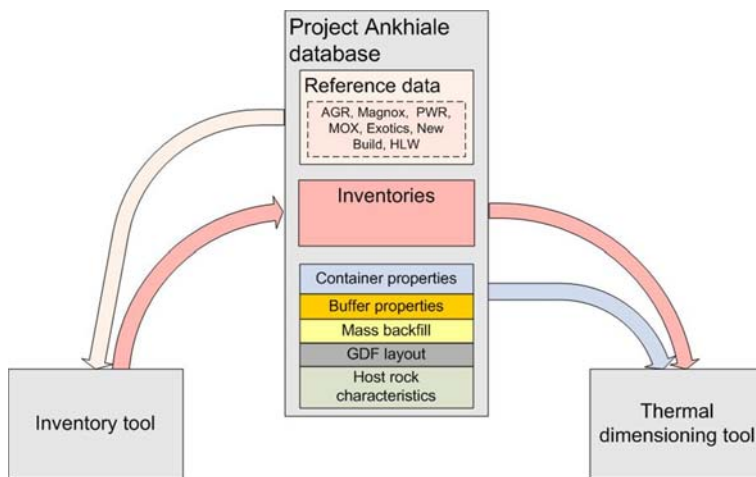 Project Ankhiale
database
Reference data
AGR, Magnox, PWR,
MOX, Exotics, New
Build, HLW
Inventories
Container properties
Buffer properties
Mass backfill
GDF layout
Host rock
characteristics
Inventory tool
Thermal
dimensioning tool